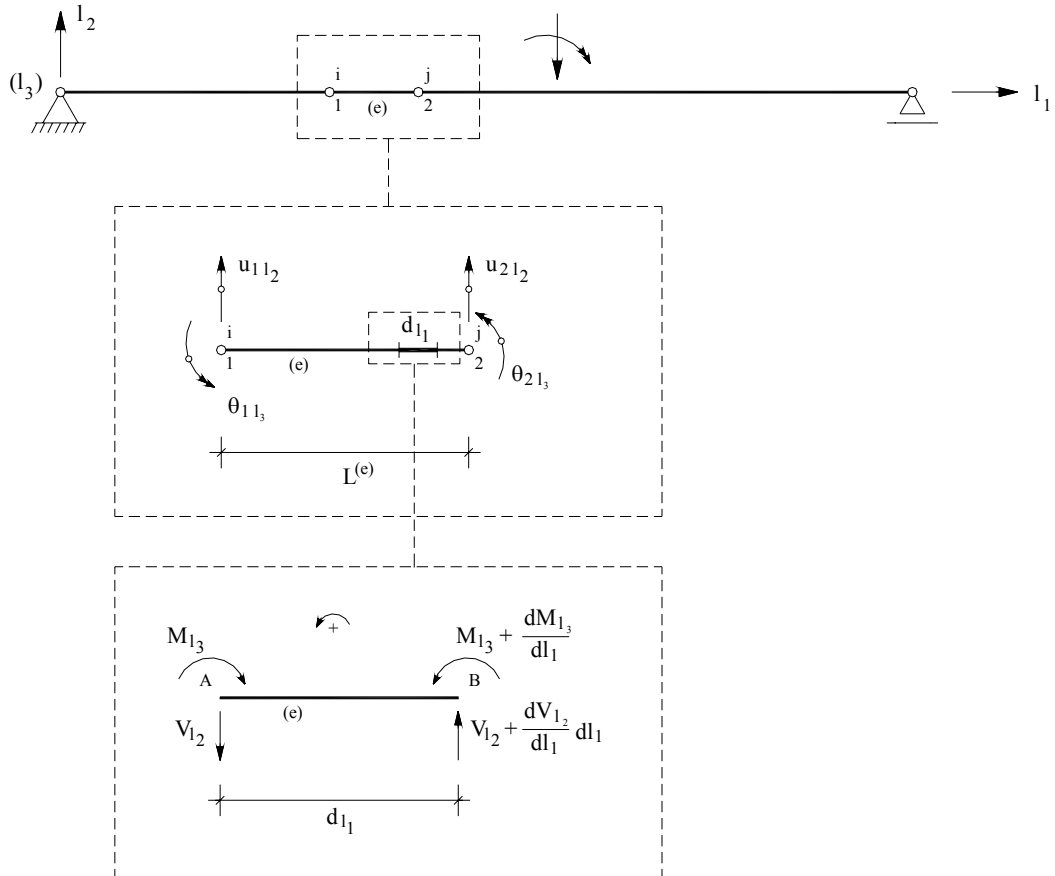 l₂
(l₃)
i j
1 (e) 2
l₁
u₁ l₂ u₂ l₂
i dl₁ j
1 (e) 2
θ₁ l₃ θ₂ l₃
L⁽ᵉ⁾
+
Ml₃ Ml₃ + dMl₃/dl₁
A B
(e)
Vl₂ Vl₂ + dVl₂/dl₁ dl₁
dl₁